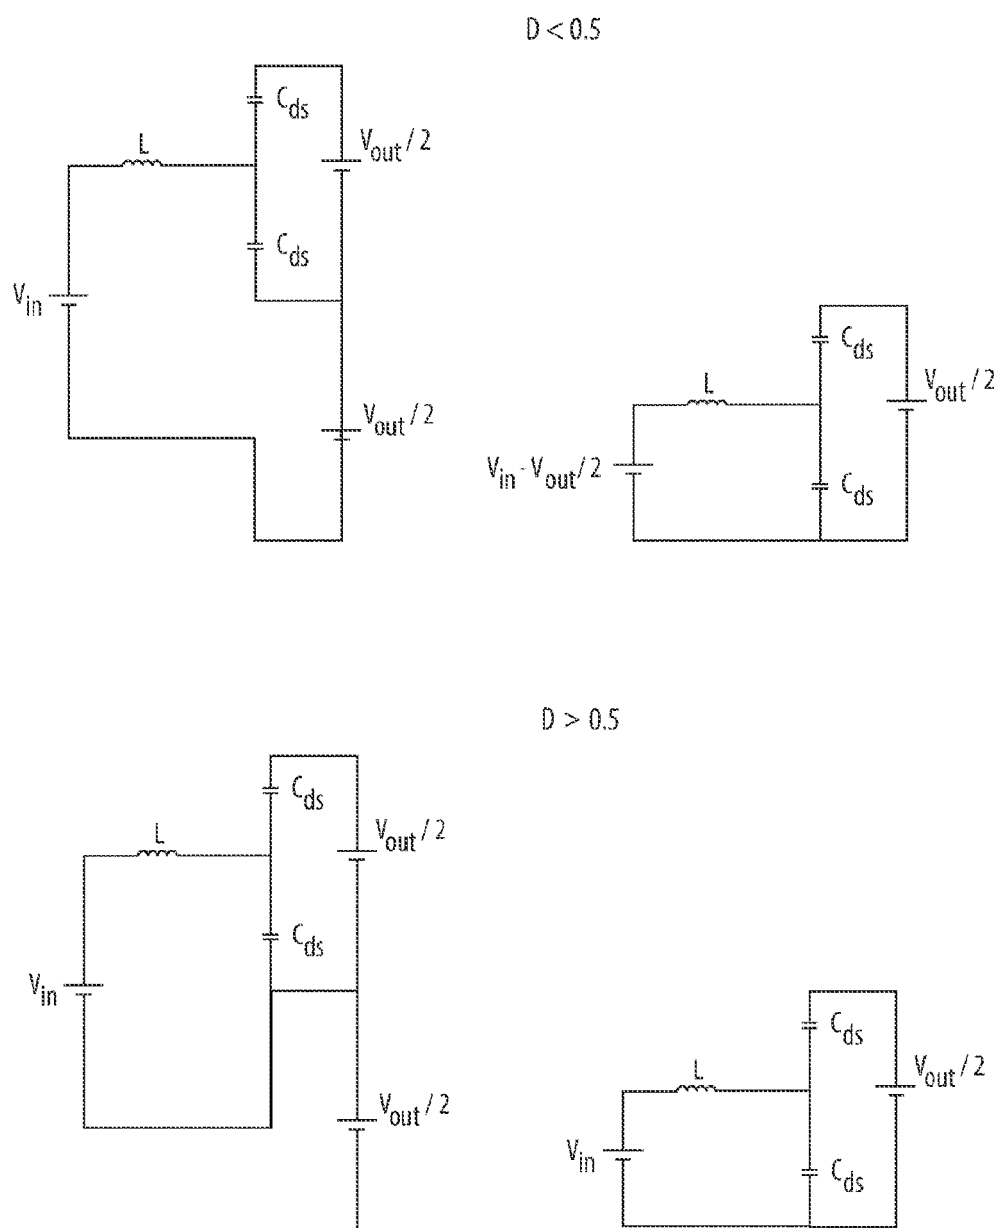 D < 0.5
C_ds
V_out / 2
L
C_ds
V_in
V_out / 2
C_ds
L
V_out / 2
V_in - V_out / 2
C_ds
D > 0.5
C_ds
V_out / 2
L
C_ds
V_in
V_out / 2
C_ds
L
V_out / 2
V_in
C_ds